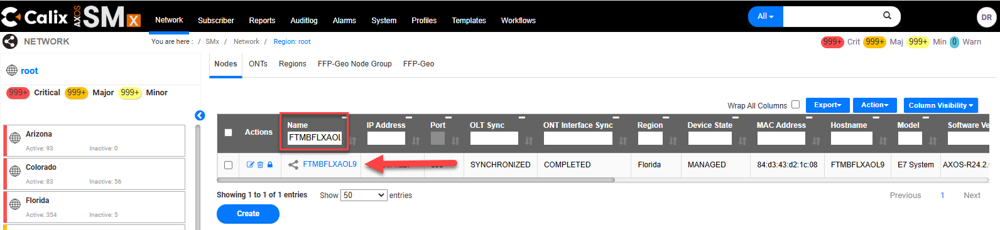 Calix AXOS SMx
Network Subscriber Reports Auditlog Alarms System Profiles Templates Workflows All DR
NETWORK
You are here : / SMx / Network / Region: root
999+ Crit 999+ Maj 999+ Min 0 Warn
root
999+ Critical 999+ Major 999+ Minor
Arizona
Active: 93 Inactive: 0
Colorado
Active: 83 Inactive: 56
Florida
Active: 354 Inactive: 5
Nodes ONTs Regions FFP-Geo Node Group FFP-Geo
Wrap All Columns Export Action Column Visibility
Actions Name IP Address Port OLT Sync ONT Interface Sync Region Device State MAC Address Hostname Model Software Ve
FTMBFLXAOL
FTMBFLXAOL9 SYNCHRONIZED COMPLETED Florida MANAGED 84:d3:43:d2:1c:08 FTMBFLXAOL9 E7 System AXOS-R24.2.
Showing 1 to 1 of 1 entries Show 50 entries
Previous 1 Next
Create